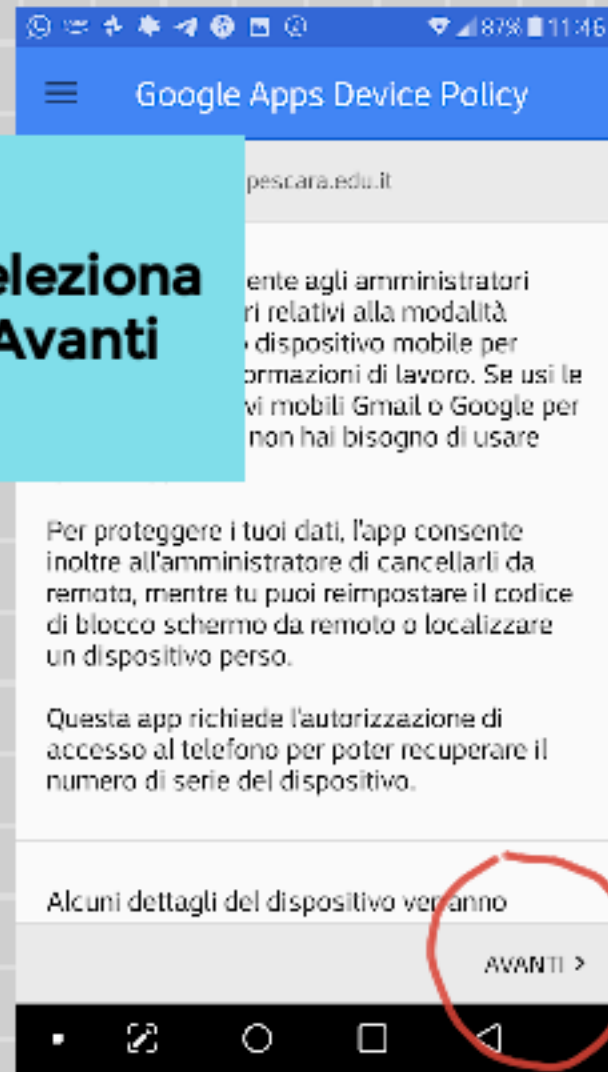 87% 11:46
Google Apps Device Policy
pescara.edu.it
eleziona
Avanti
ente agli amministratori
ri relativi alla modalità
dispositivo mobile per
ormazioni di lavoro. Se usi le
vi mobili Gmail o Google per
non hai bisogno di usare
Per proteggere i tuoi dati, l'app consente
inoltre all'amministratore di cancellarli da
remoto, mentre tu puoi reimpostare il codice
di blocco schermo da remoto o localizzare
un dispositivo perso.
Questa app richiede l'autorizzazione di
accesso al telefono per poter recuperare il
numero di serie del dispositivo.
Alcuni dettagli del dispositivo verranno
AVANTI >